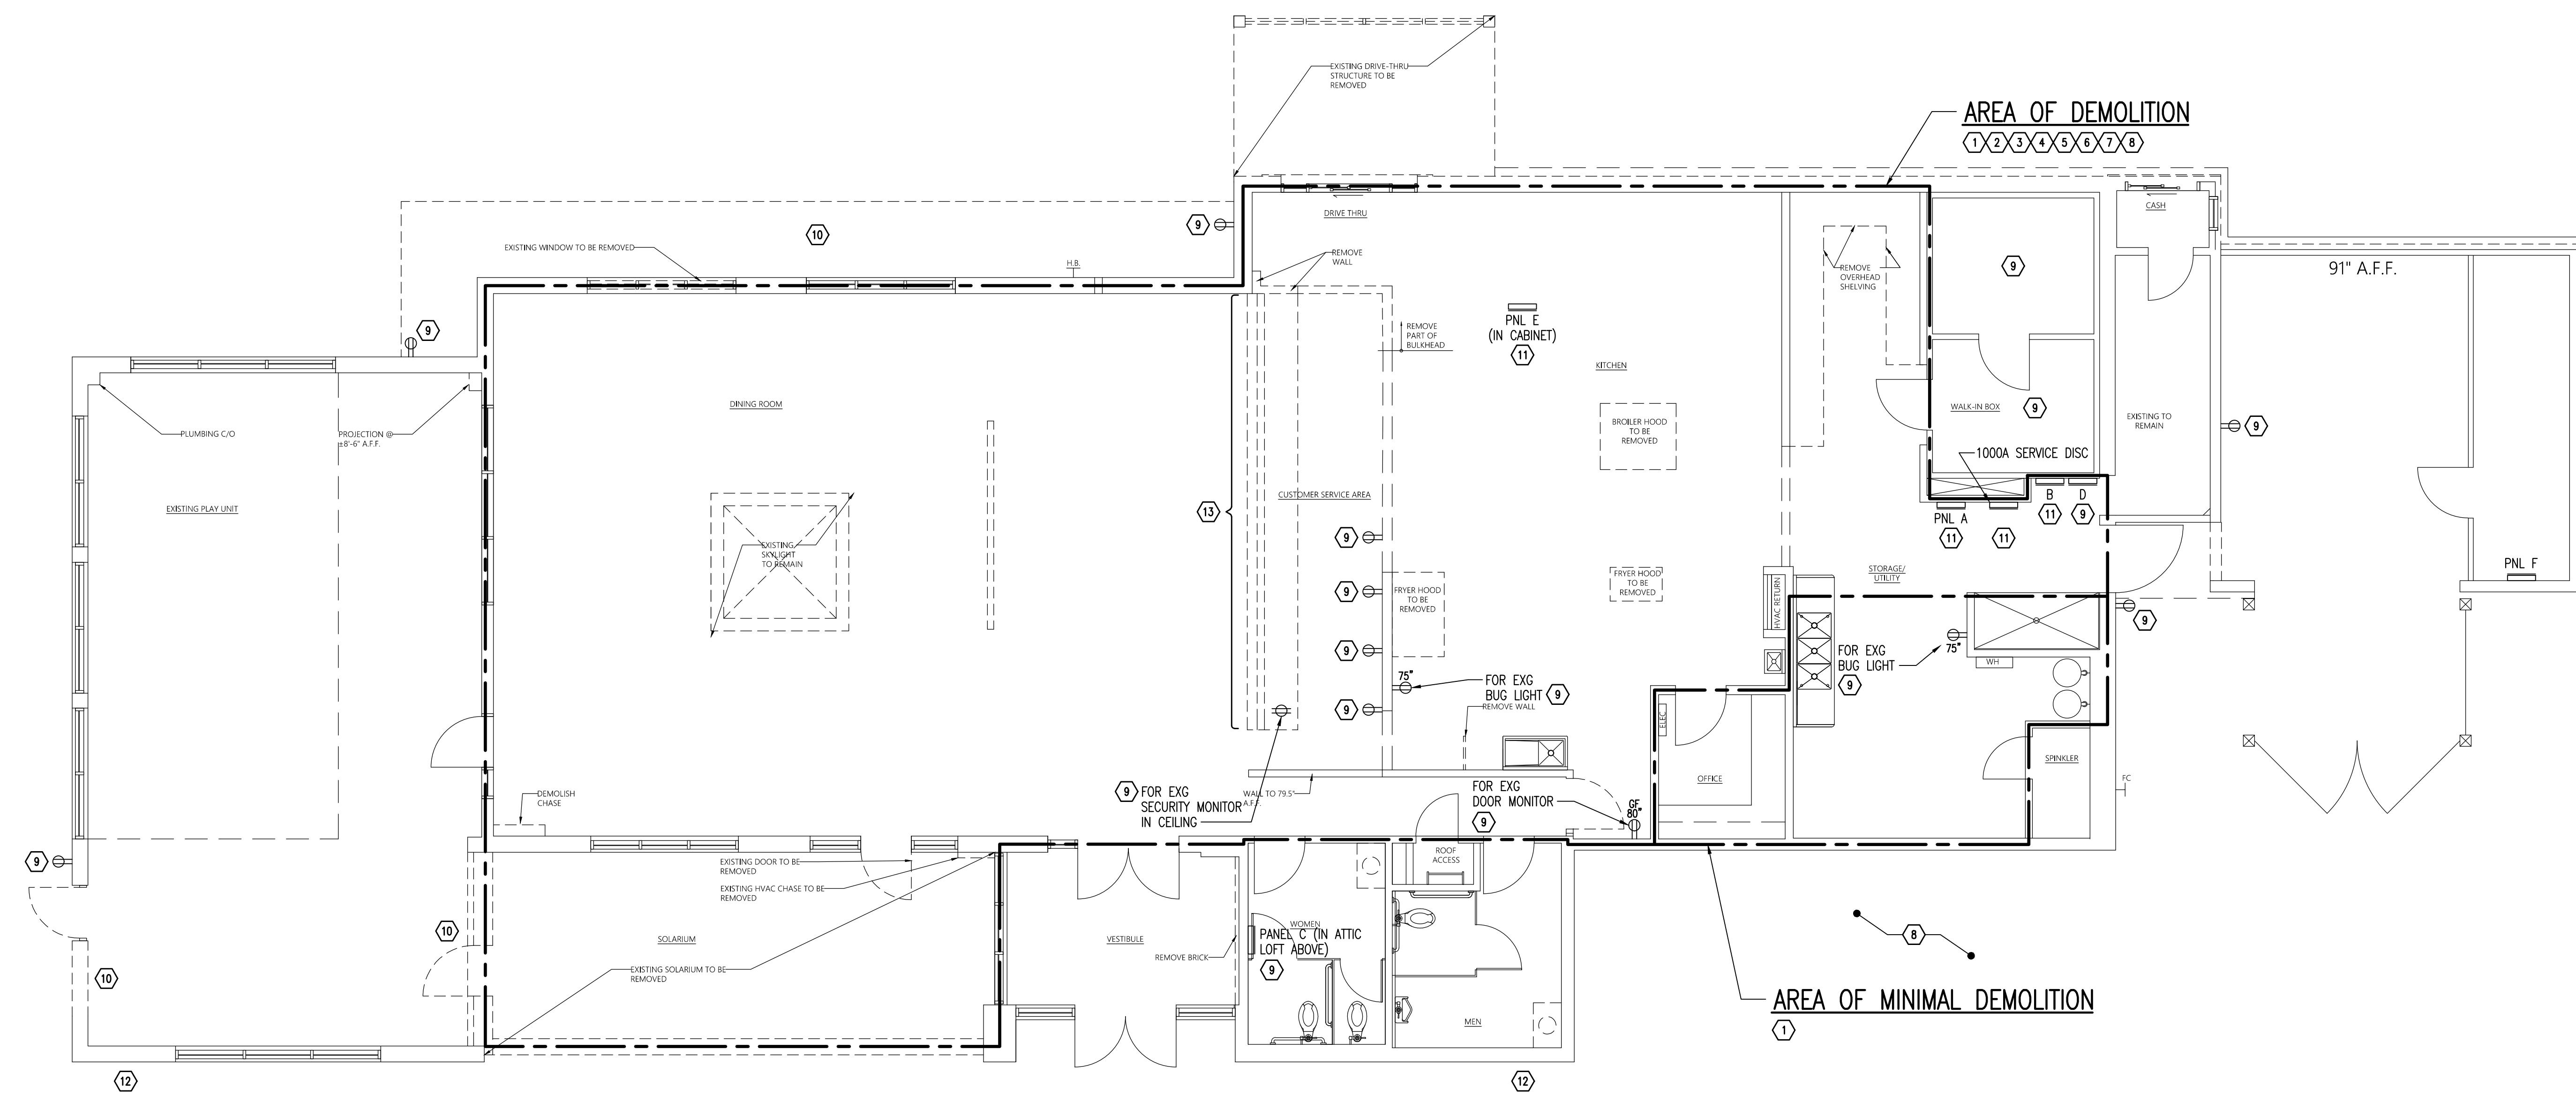 EXISTING DRIVE-THRU
STRUCTURE TO BE
REMOVED
AREA OF DEMOLITION
1 2 3 4 5 6 7 8
DRIVE THRU
CASH
9
10
EXISTING WINDOW TO BE REMOVED
H.B.
REMOVE
WALL
REMOVE
OVERHEAD
SHELVING
9
91" A.F.F.
9
PNL E
(IN CABINET)
11
REMOVE
PART OF
BULKHEAD
KITCHEN
DINING ROOM
WALK-IN BOX
9
EXISTING TO
REMAIN
9
PLUMBING C/O
PROJECTION @
±8'-6" A.F.F.
BROILER HOOD
TO BE
REMOVED
1000A SERVICE DISC
EXISTING PLAY UNIT
CUSTOMER SERVICE AREA
13
B
D
11
9
PNL A
11
11
9
EXISTING
SKYLIGHT
TO REMAIN
9
9
9
FRYER HOOD
TO BE
REMOVED
FRYER HOOD
TO BE
REMOVED
HVAC RETURN
STORAGE/
UTILITY
PNL F
9
75"
FOR EXG
BUG LIGHT
9
75"
WH
FOR EXG
BUG LIGHT 9
REMOVE WALL
ELEC.
OFFICE
SPINKLER
FC
DEMOLISH
CHASE
9 FOR EXG
SECURITY MONITOR
IN CEILING
WALL TO 79.5"
A.F.F.
FOR EXG
DOOR MONITOR
9
GF
80"
9
EXISTING DOOR TO BE
REMOVED
EXISTING HVAC CHASE TO BE
REMOVED
ROOF
ACCESS
10
SOLARIUM
VESTIBULE
WOMEN
PANEL C (IN ATTIC
LOFT ABOVE)
9
REMOVE BRICK
8
10
EXISTING SOLARIUM TO BE
REMOVED
MEN
AREA OF MINIMAL DEMOLITION
1
12
12